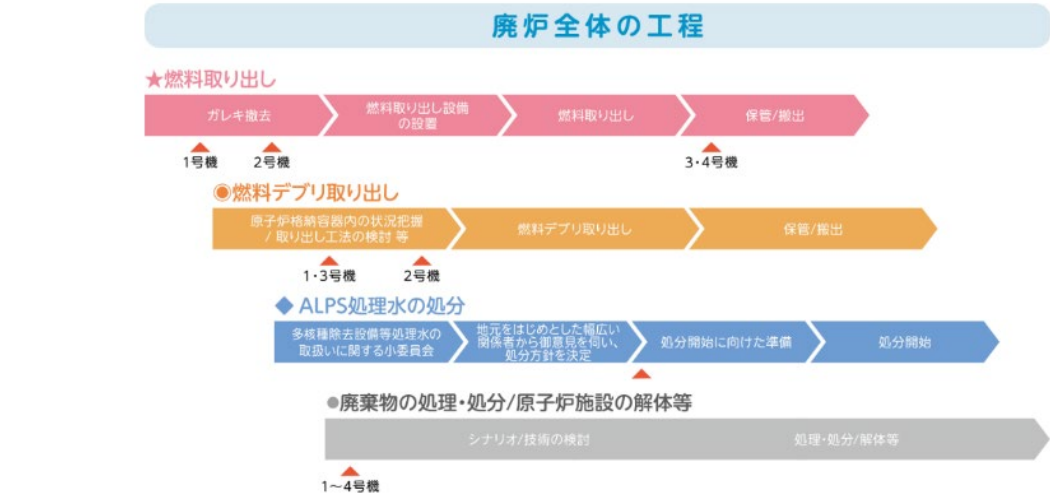 廃炉全体の工程
★燃料取り出し
ガレキ撤去
燃料取り出し設備
の設置
燃料取り出し
保管/搬出
1号機
2号機
3・4号機
◉燃料デブリ取り出し
原子炉格納容器内の状況把握
/ 取り出し工法の検討 等
燃料デブリ取り出し
保管/搬出
1・3号機
2号機
◆ ALPS処理水の処分
多核種除去設備等処理水の
取扱いに関する小委員会
地元をはじめとした幅広い
関係者から御意見を伺い、
処分方針を決定
処分開始に向けた準備
処分開始
●廃棄物の処理・処分/原子炉施設の解体等
シナリオ/技術の検討
処理・処分/解体等
1～4号機